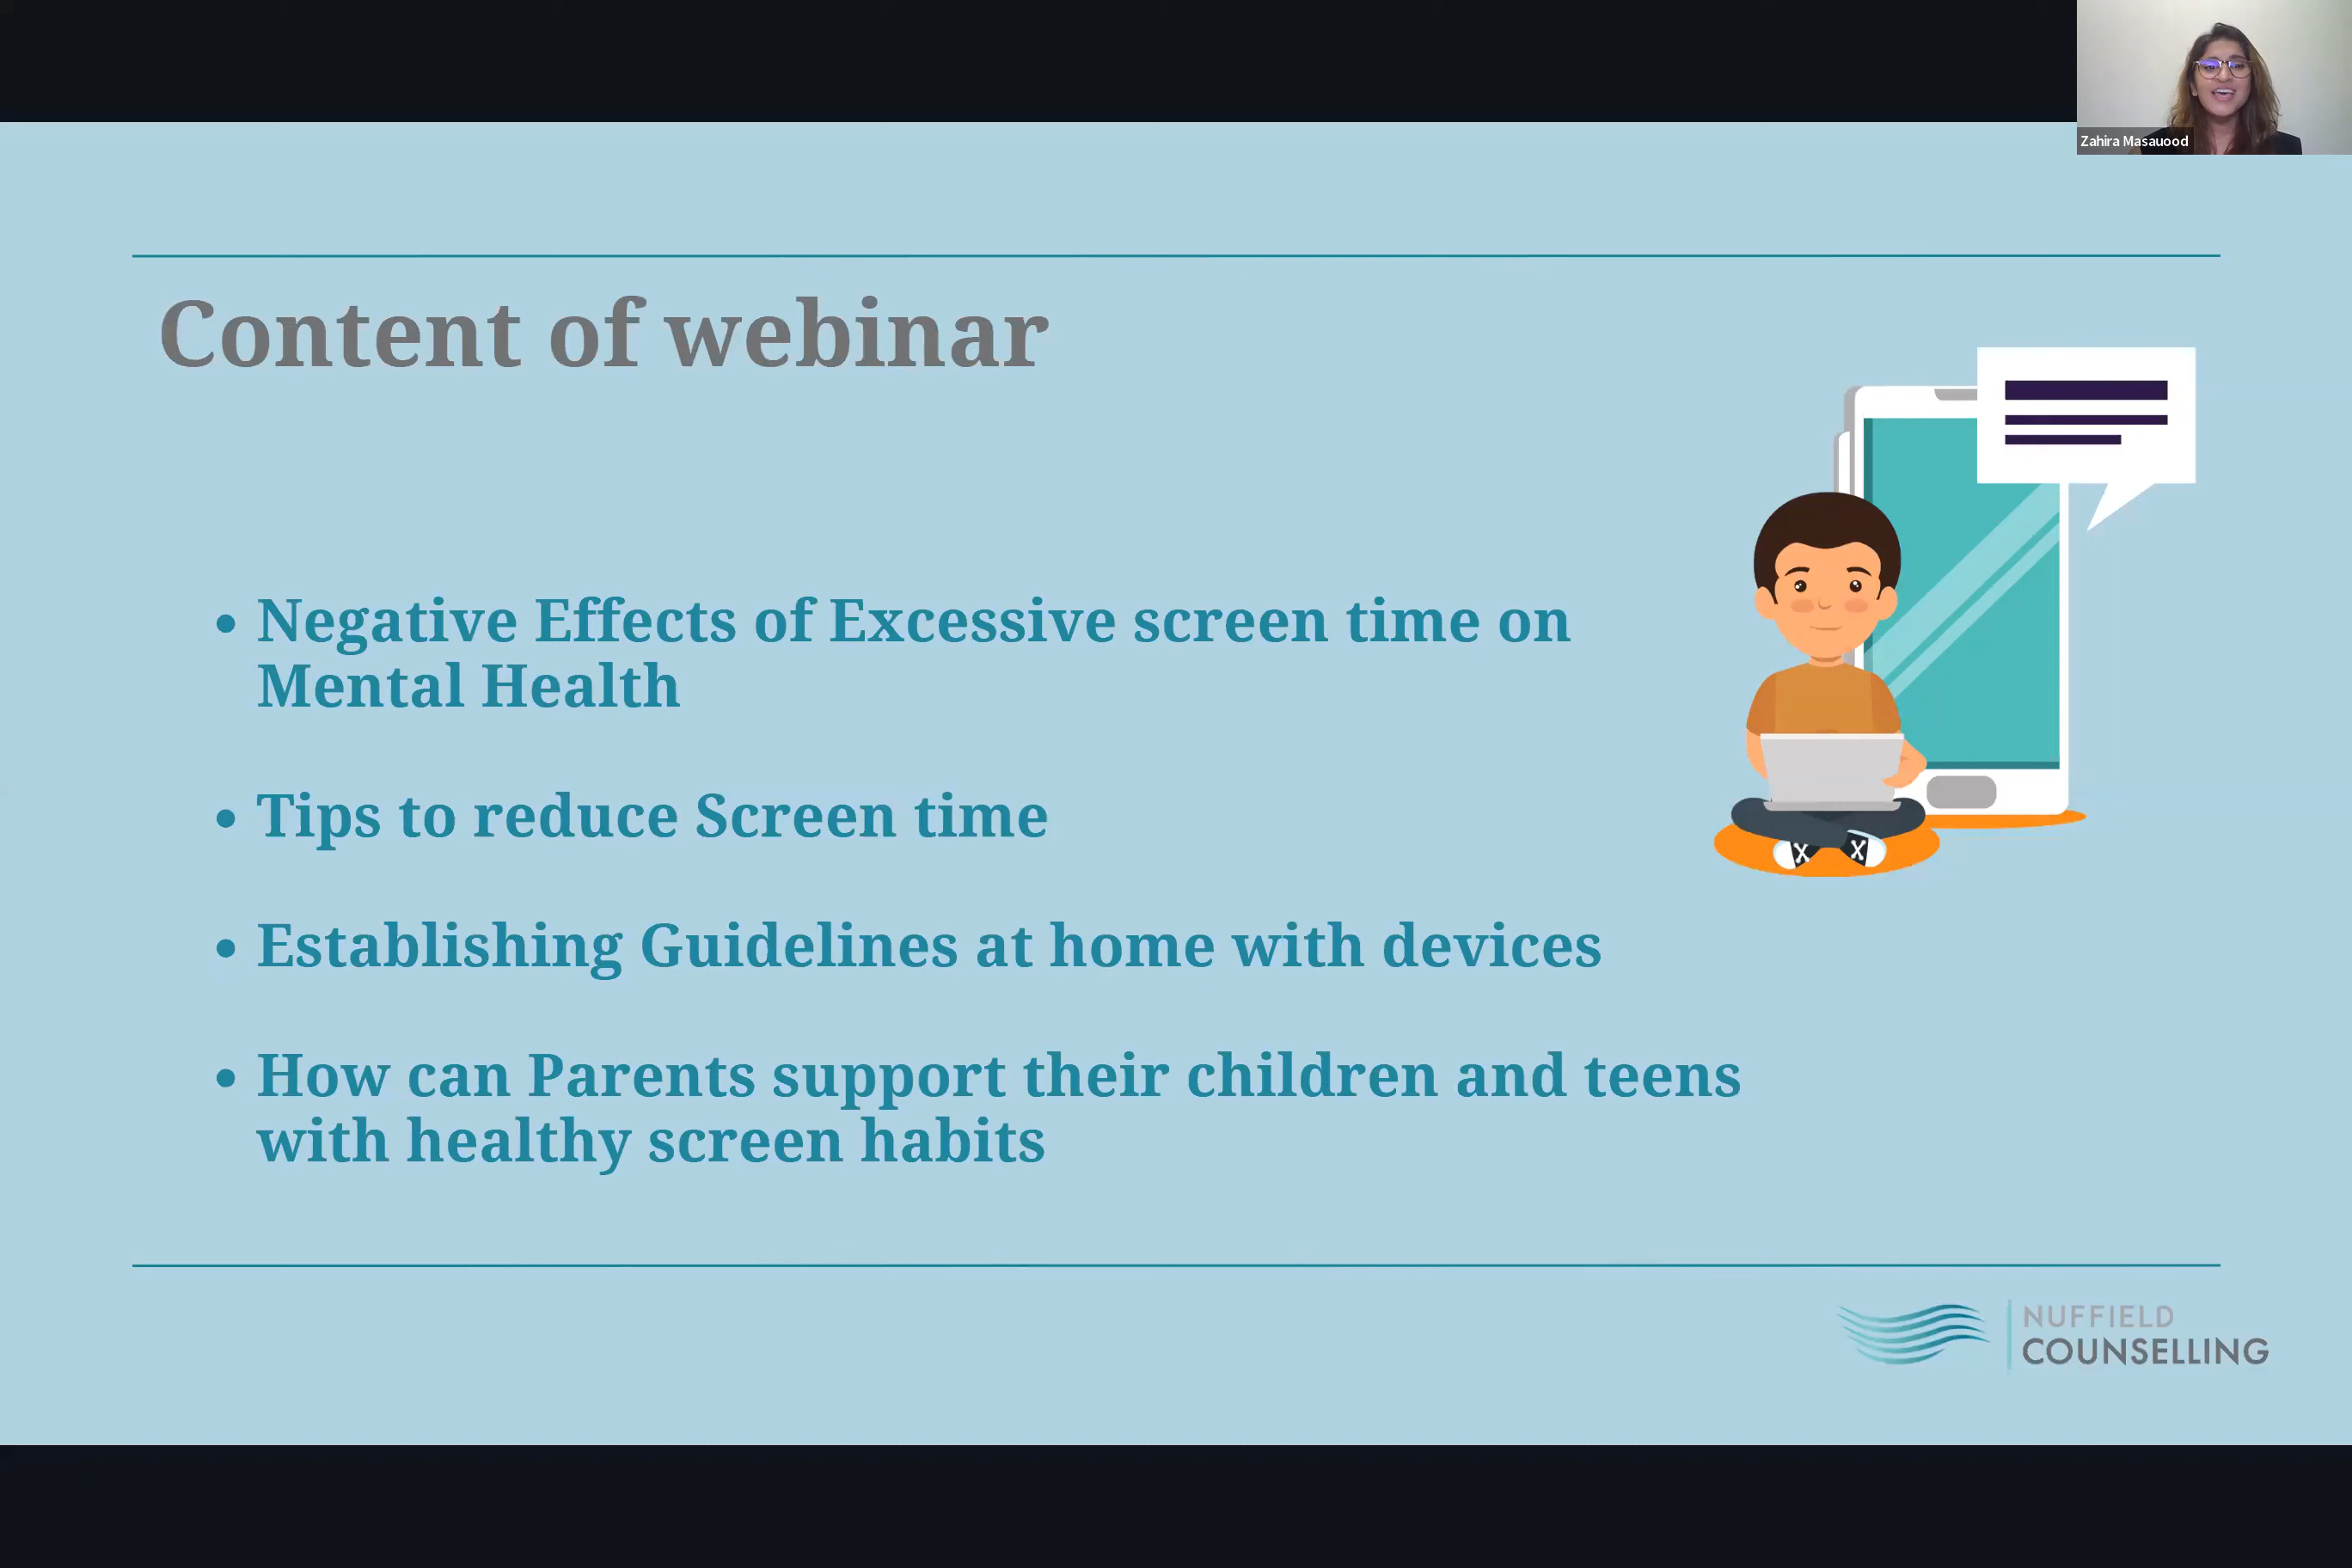 Zahira Masauood
Content of webinar
• Negative Effects of Excessive screen time on
Mental Health
• Tips to reduce Screen time
• Establishing Guidelines at home with devices
• How can Parents support their children and teens
with healthy screen habits
NUFFIELD
COUNSELLING